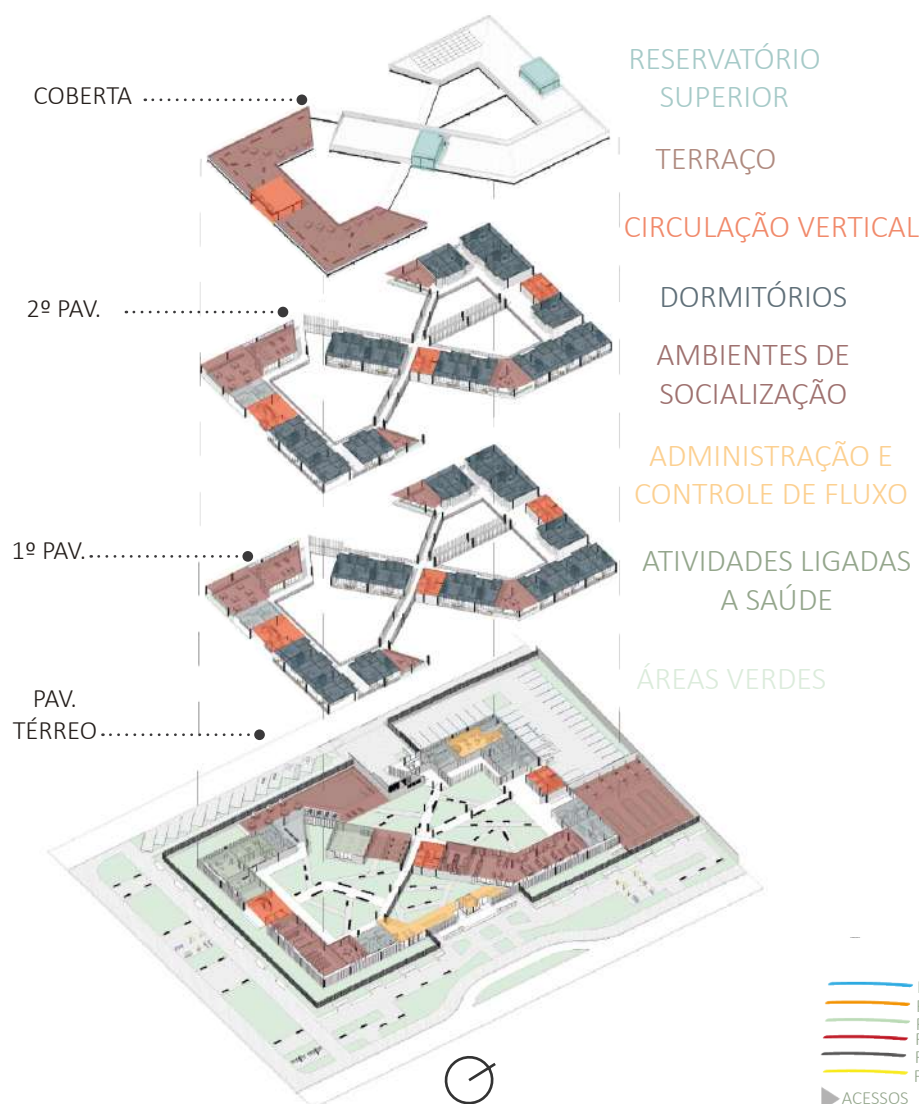 COBERTA
2º PAV.
1º PAV.
PAV.
TÉRREO
RESERVATÓRIO
SUPERIOR
TERRAÇO
CIRCULAÇÃO VERTICAL
DORMITÓRIOS
AMBIENTES DE
SOCIALIZAÇÃO
ADMINISTRAÇÃO E
CONTROLE DE FLUXO
ATIVIDADES LIGADAS
A SAÚDE
ÁREAS VERDES
ACESSOS